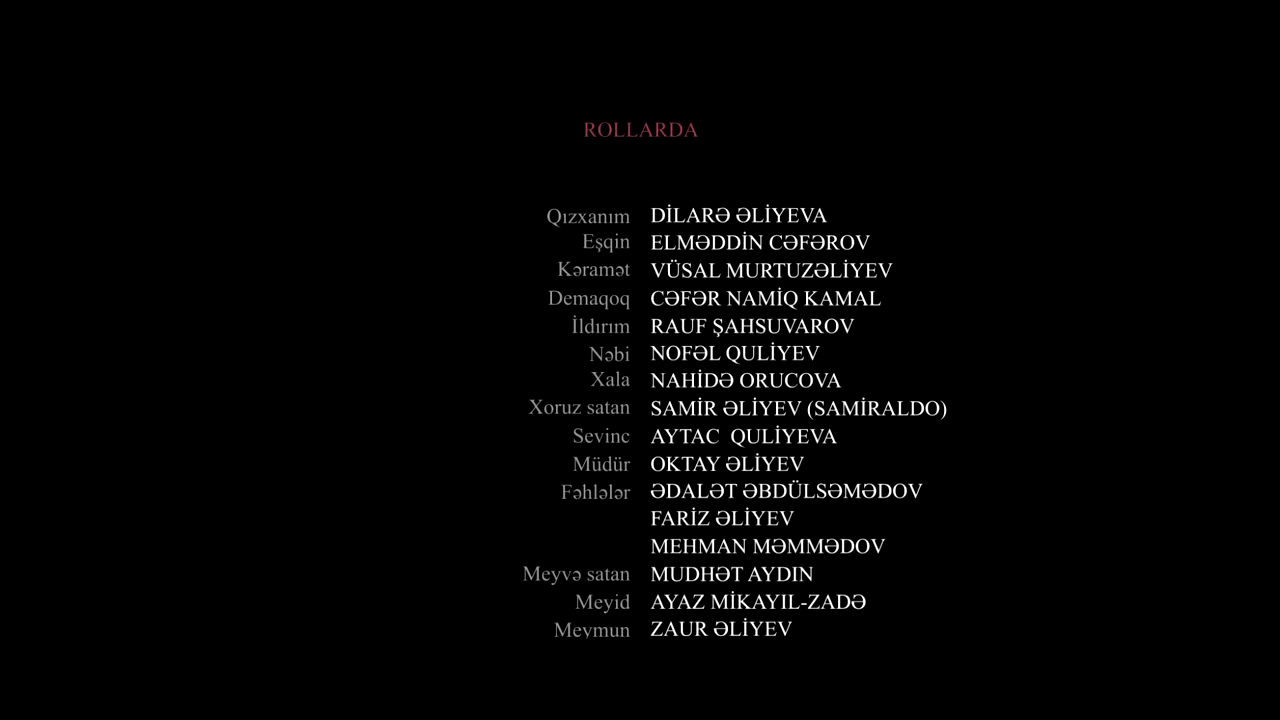 ROLLARDA
Qızxanım DİLARƏ ƏLİYEVA
Eşqin ELMƏDDİN CƏFƏROV
Kəramət VÜSAL MURTUZƏLİYEV
Demaqoq CƏFƏR NAMİQ KAMAL
İldırım RAUF ŞAHSUVAROV
Nəbi NOFƏL QULİYEV
Xala NAHİDƏ ORUCOVA
Xoruz satan SAMİR ƏLİYEV (SAMİRALDO)
Sevinc AYTAC QULİYEVA
Müdür OKTAY ƏLİYEV
Fəhlələr ƏDALƏT ƏBDÜLSƏMƏDOV
FARİZ ƏLİYEV
MEHMAN MƏMMƏDOV
Meyvə satan MUDHƏT AYDIN
Meyid AYAZ MİKAYIL-ZADƏ
Meymun ZAUR ƏLİYEV